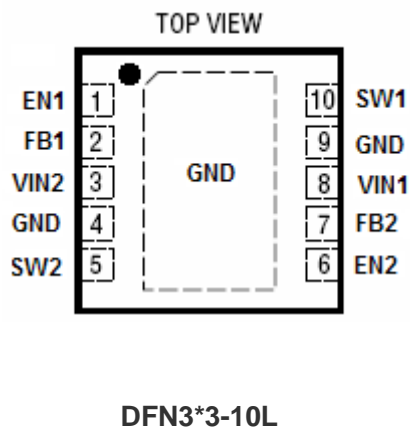 TOP VIEW
EN1 1 10 SW1
FB1 2 9 GND
VIN2 3 GND 8 VIN1
GND 4 7 FB2
SW2 5 6 EN2
DFN3*3-10L